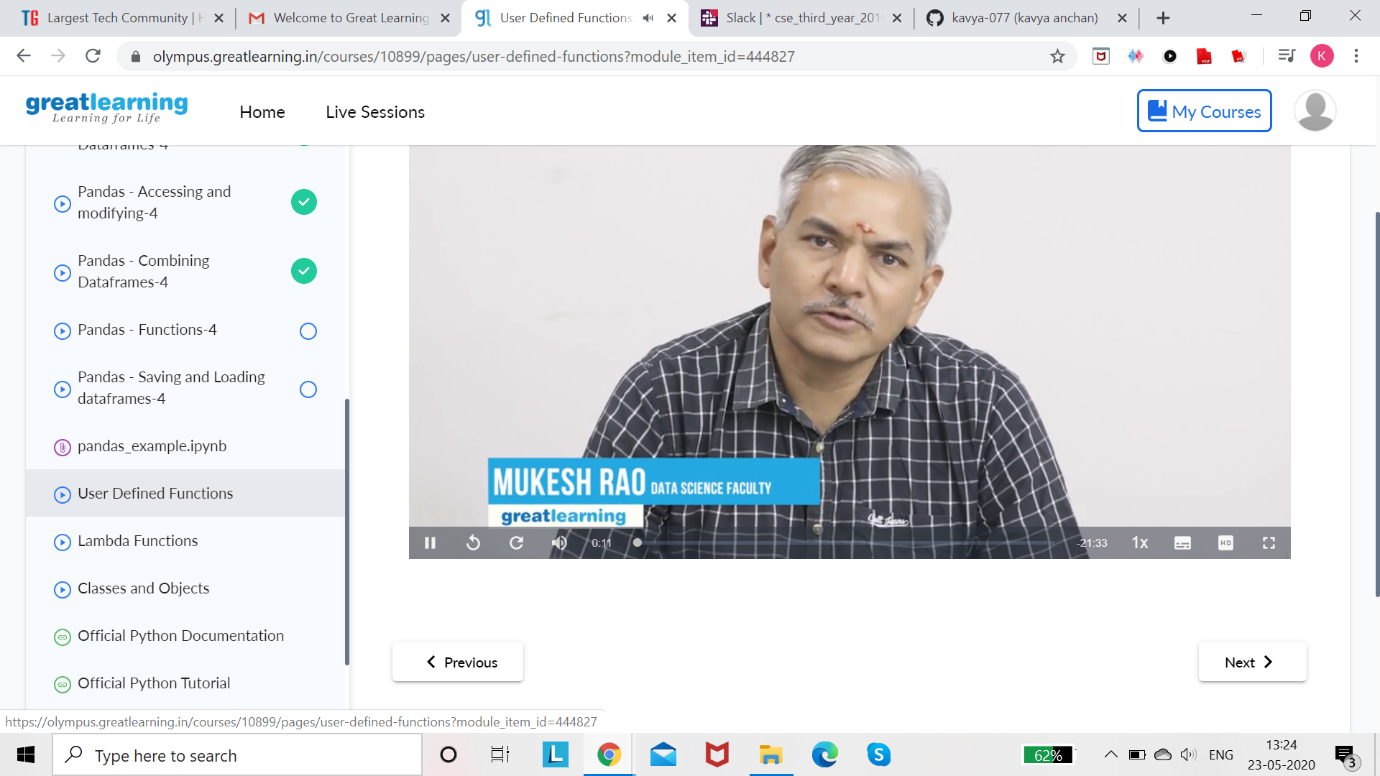 Largest Tech Community | H
Welcome to Great Learning
User Defined Functions
Slack | * cse_third_year_201
kavya-077 (kavya anchan)
olympus.greatlearning.in/courses/10899/pages/user-defined-functions?module_item_id=444827
K
greatlearning
Learning for Life
Home
Live Sessions
My Courses
Dataframes-4
Pandas - Accessing and
modifying-4
Pandas - Combining
Dataframes-4
Pandas - Functions-4
Pandas - Saving and Loading
dataframes-4
pandas_example.ipynb
User Defined Functions
Lambda Functions
Classes and Objects
Official Python Documentation
Official Python Tutorial
MUKESH RAO DATA SCIENCE FACULTY
greatlearning
0:11
-21:33
1x
HD
Previous
Next
https://olympus.greatlearning.in/courses/10899/pages/user-defined-functions?module_item_id=444827
Type here to search
62%
ENG
13:24
23-05-2020
3